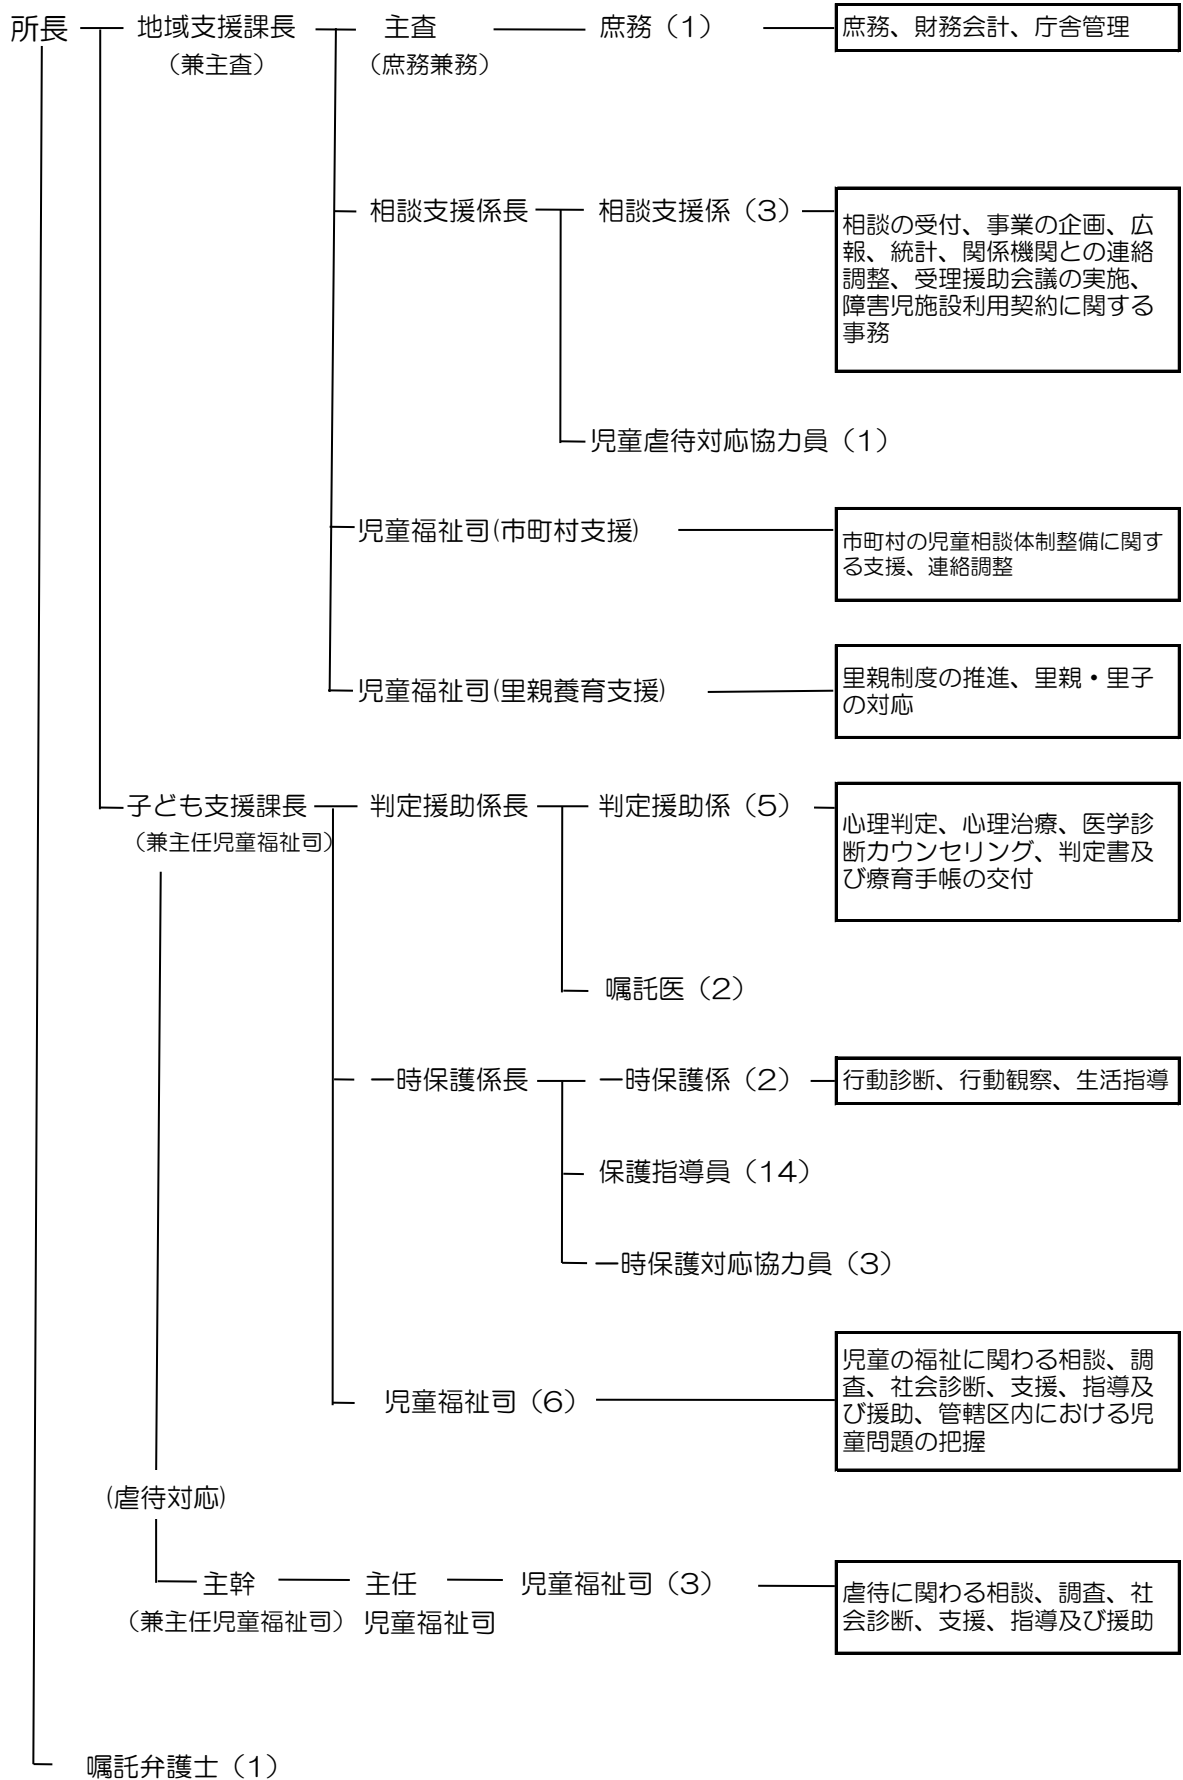 所長 地域支援課長 主査 庶務（1） 庶務、財務会計、庁舎管理
（兼主査） （庶務兼務）
相談支援係長 相談支援係（3）
相談の受付、事業の企画、広
報、統計、関係機関との連絡
調整、受理援助会議の実施、
障害児施設利用契約に関する
事務
児童虐待対応協力員（1）
児童福祉司(市町村支援)
市町村の児童相談体制整備に関す
る支援、連絡調整
児童福祉司(里親養育支援)
里親制度の推進、里親・里子
の対応
子ども支援課長 判定援助係長 判定援助係（5）
（兼主任児童福祉司）
心理判定、心理治療、医学診
断カウンセリング、判定書及
び療育手帳の交付
嘱託医（2）
一時保護係長 一時保護係（2） 行動診断、行動観察、生活指導
保護指導員（14）
一時保護対応協力員（3）
児童福祉司（6）
児童の福祉に関わる相談、調
査、社会診断、支援、指導及
び援助、管轄区内における児
童問題の把握
(虐待対応)
主幹 主任 児童福祉司（3）
（兼主任児童福祉司） 児童福祉司
虐待に関わる相談、調査、社
会診断、支援、指導及び援助
嘱託弁護士（1）